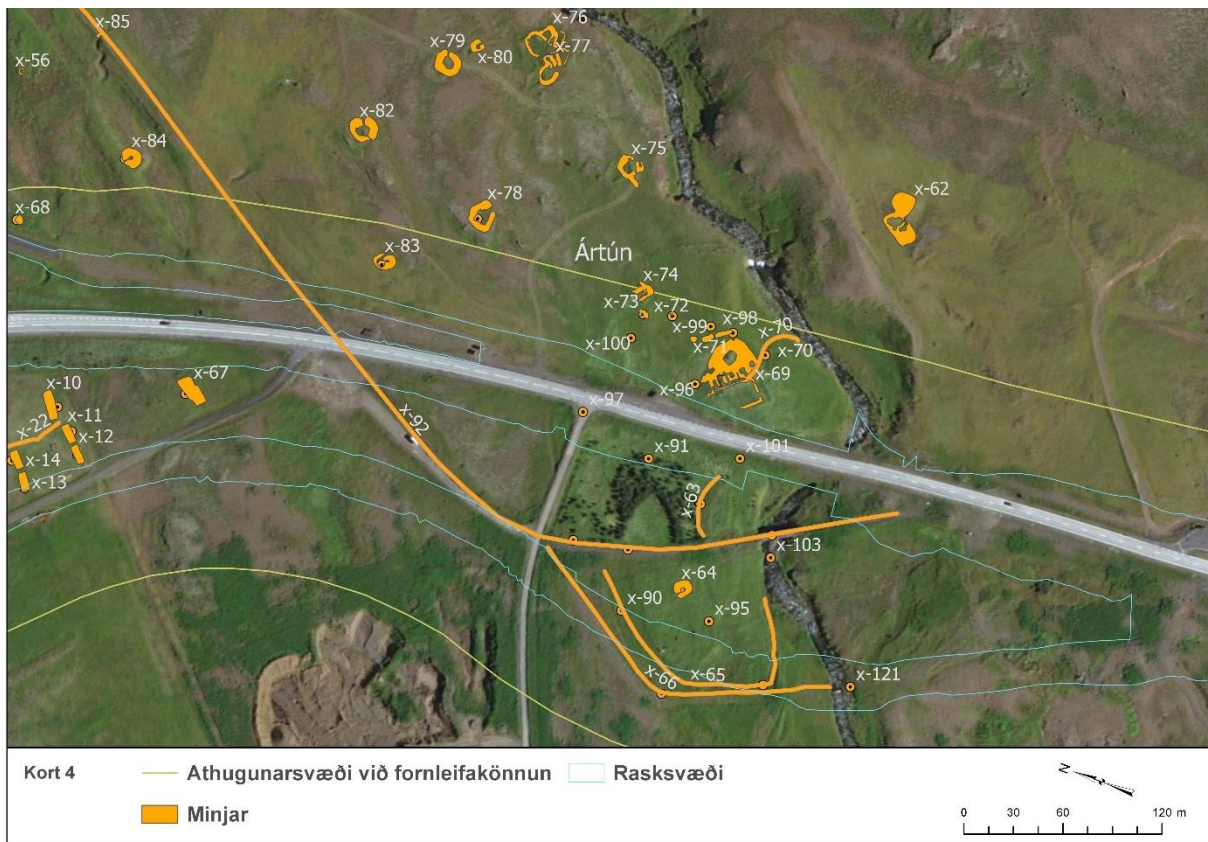 x-85
x-76
x-77
x-79
x-80
x-56
x-82
x-84
x-75
x-62
x-68
x-78
x-83
Ártún
x-74
x-73
x-72
x-99
x-98
x-70
x-100
x-71
x-70
x-69
x-96
x-67
x-10
x-11
x-22
x-12
x-14
x-13
x-92
x-97
x-91
x-101
x-63
x-103
x-64
x-90
x-95
x-65
x-66
x-121
Kort 4
Athugunarsvæði við fornleifakönnun
Rasksvæði
Minjar
N
0 30 60 120 m